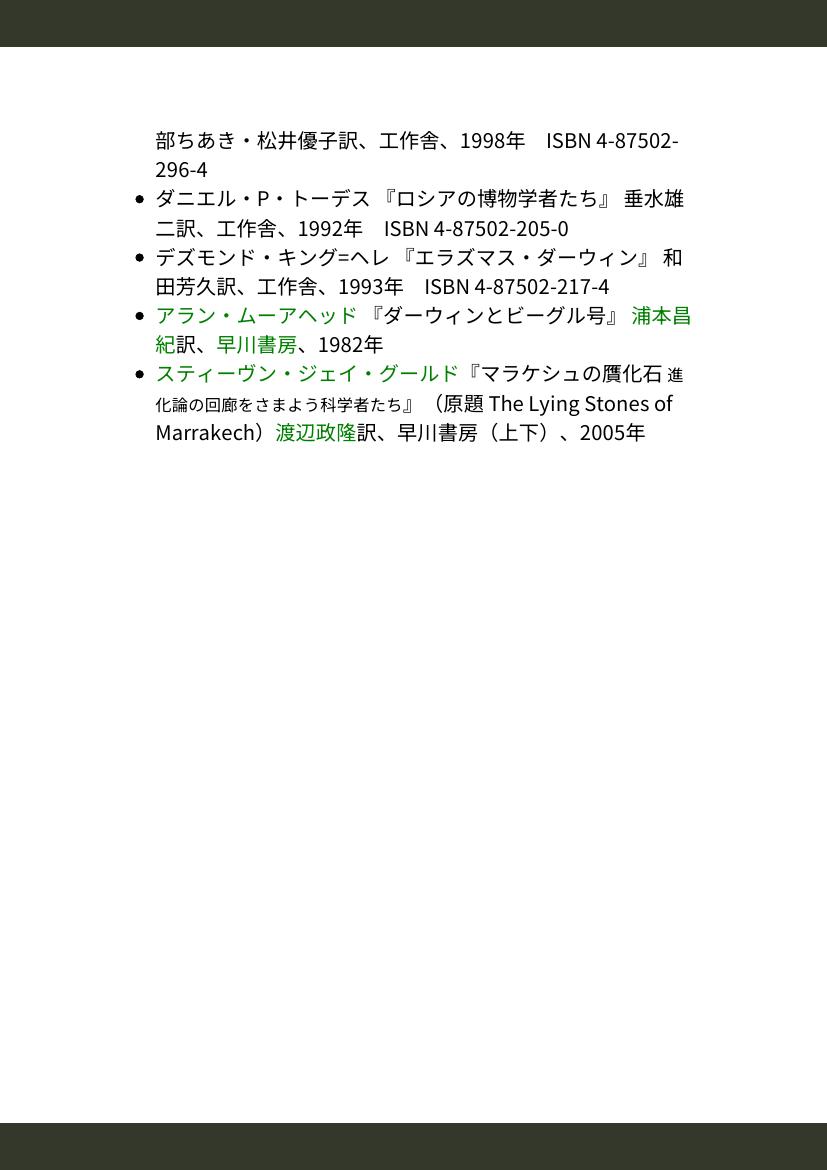 部ちあき・松井優子訳、工作舎、1998年　ISBN 4-87502-
296-4
• ダニエル・P・トーデス 『ロシアの博物学者たち』 垂水雄
二訳、工作舎、1992年　ISBN 4-87502-205-0
• デズモンド・キング=ヘレ 『エラズマス・ダーウィン』 和
田芳久訳、工作舎、1993年　ISBN 4-87502-217-4
• アラン・ムーアヘッド 『ダーウィンとビーグル号』 浦本昌
紀訳、早川書房、1982年
• スティーヴン・ジェイ・グールド『マラケシュの贋化石 進
化論の回廊をさまよう科学者たち』 （原題 The Lying Stones of
Marrakech）渡辺政隆訳、早川書房（上下）、2005年